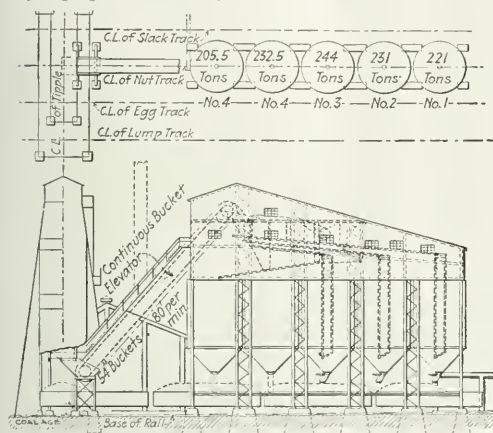 C.L. of Slack Track
205.5 Tons
232.5 Tons
244 Tons
231 Tons
221 Tons
C.L. of Nut Track
No.4
No.4
No.3
No.2
No.1
C.L. of Tipple
C.L. of Egg Track
C.L. of Lump Track
Continuous Bucket
Elevator
54 Buckets
80 per
min.
COAL AGE
Base of Rail